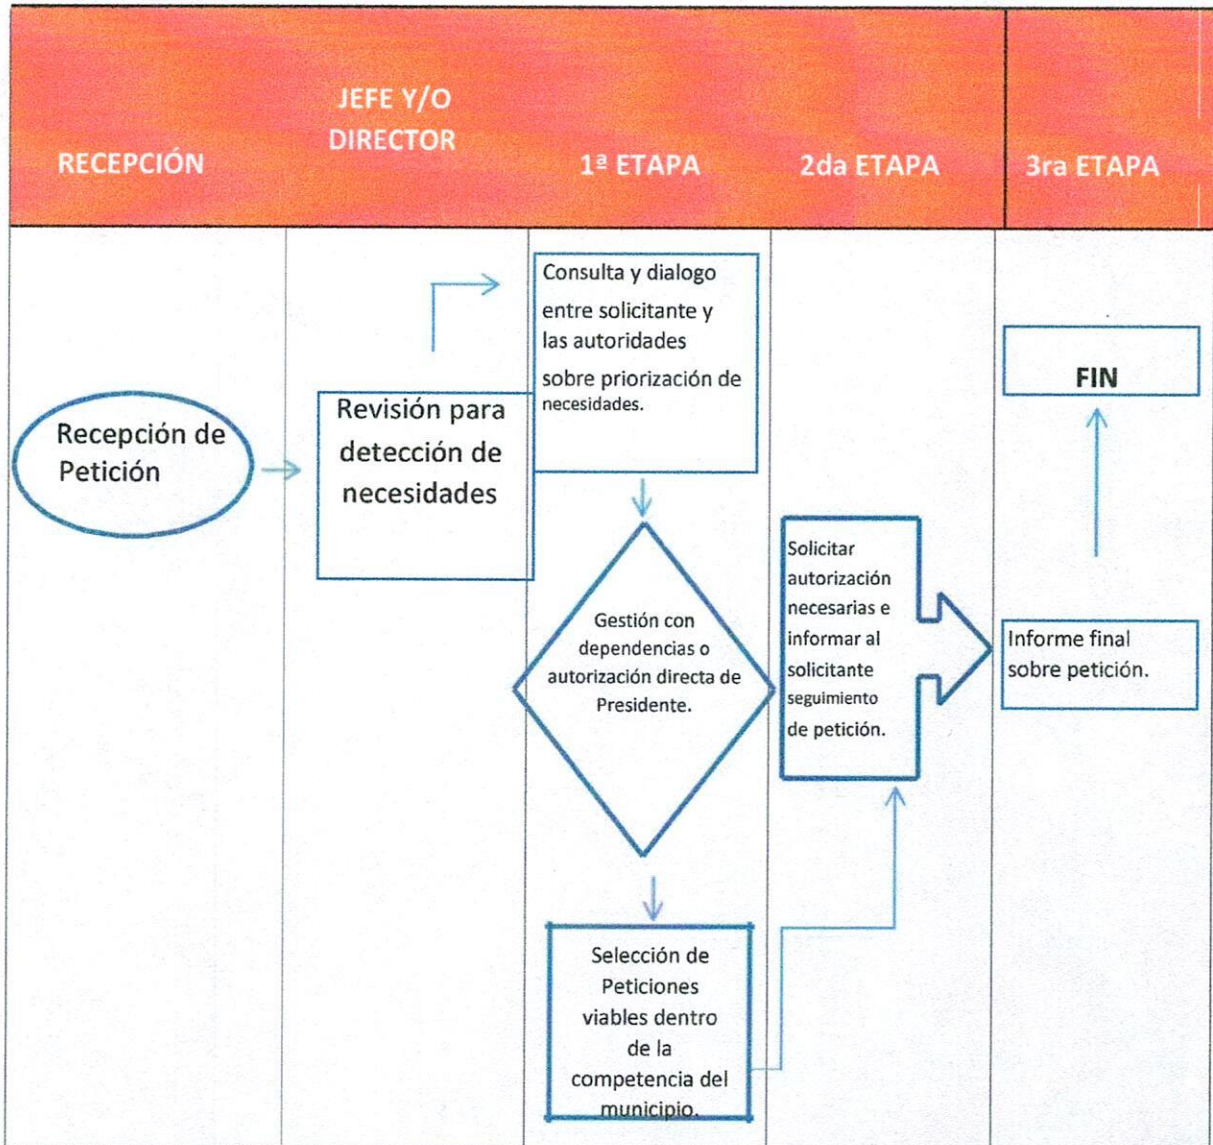 RECEPCIÓN
JEFE Y/O
DIRECTOR
1ª ETAPA
2da ETAPA
3ra ETAPA
Recepción de
Petición
Revisión para
detección de
necesidades
Consulta y dialogo
entre solicitante y
las autoridades
sobre priorización de
necesidades.
Gestión con
dependencias o
autorización directa de
Presidente.
Selección de
Peticiones
viables dentro
de la
competencia del
municipio.
Solicitar
autorización
necesarias e
informar al
solicitante
seguimiento
de petición.
Informe final
sobre petición.
FIN